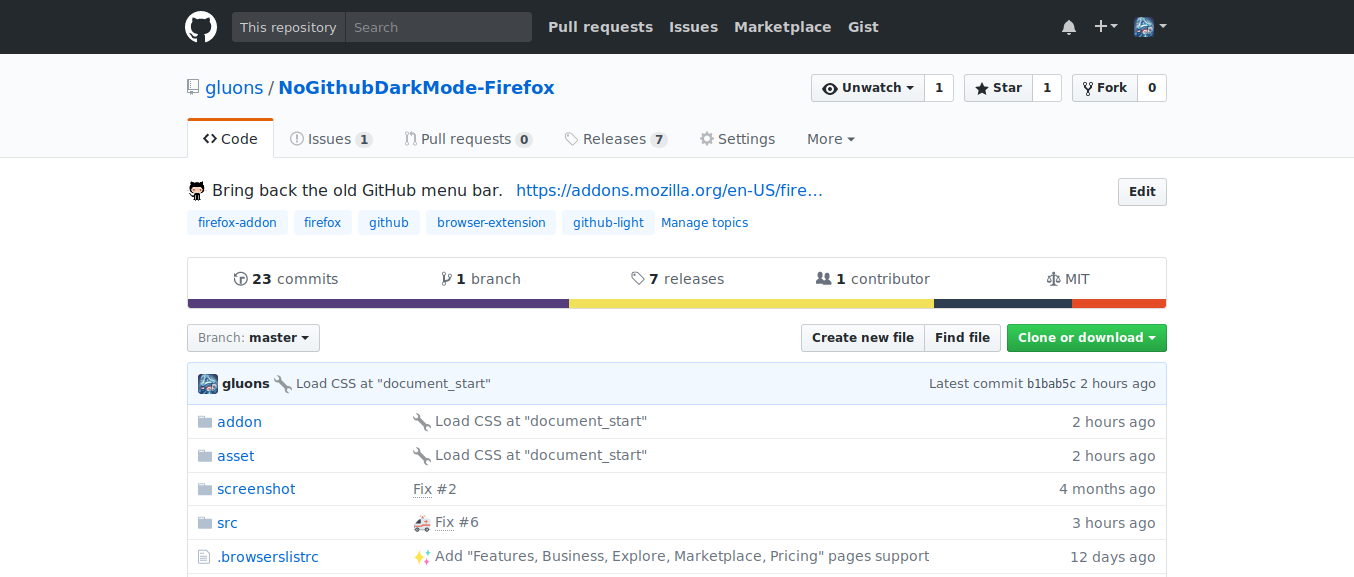 This repository Search Pull requests Issues Marketplace Gist
gluons / NoGithubDarkMode-Firefox Unwatch 1 Star 1 Fork 0
Code Issues 1 Pull requests 0 Releases 7 Settings More
Bring back the old GitHub menu bar. https://addons.mozilla.org/en-US/fire… Edit
firefox-addon firefox github browser-extension github-light Manage topics
23 commits 1 branch 7 releases 1 contributor MIT
Branch: master Create new file Find file Clone or download
gluons Load CSS at "document_start" Latest commit b1bab5c 2 hours ago
addon Load CSS at "document_start" 2 hours ago
asset Load CSS at "document_start" 2 hours ago
screenshot Fix #2 4 months ago
src Fix #6 3 hours ago
.browserslistrc Add "Features, Business, Explore, Marketplace, Pricing" pages support 12 days ago